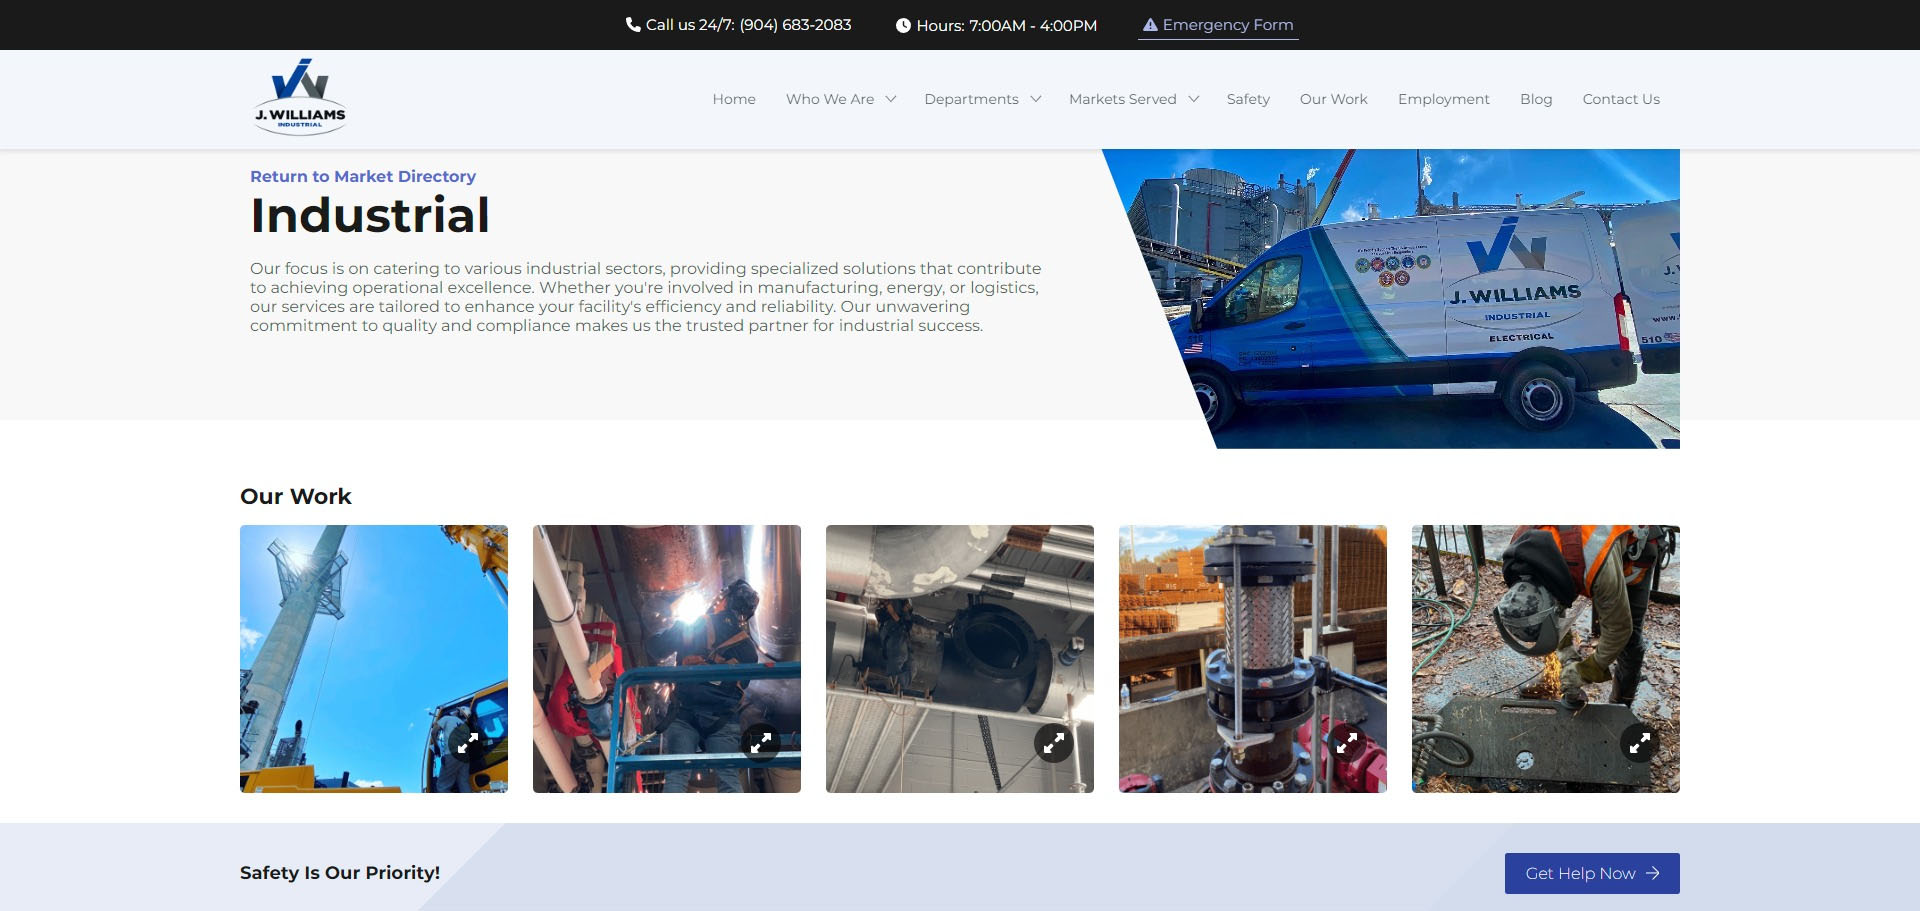 Call us 24/7: (904) 683-2083
Hours: 7:00AM - 4:00PM
Emergency Form
J. WILLIAMS
INDUSTRIAL
Home
Who We Are
Departments
Markets Served
Safety
Our Work
Employment
Blog
Contact Us
Return to Market Directory
Industrial
Our focus is on catering to various industrial sectors, providing specialized solutions that contribute
to achieving operational excellence. Whether you're involved in manufacturing, energy, or logistics,
our services are tailored to enhance your facility's efficiency and reliability. Our unwavering
commitment to quality and compliance makes us the trusted partner for industrial success.
J. WILLIAMS
INDUSTRIAL
ELECTRICAL
www.
510
Our Work
Safety Is Our Priority!
Get Help Now